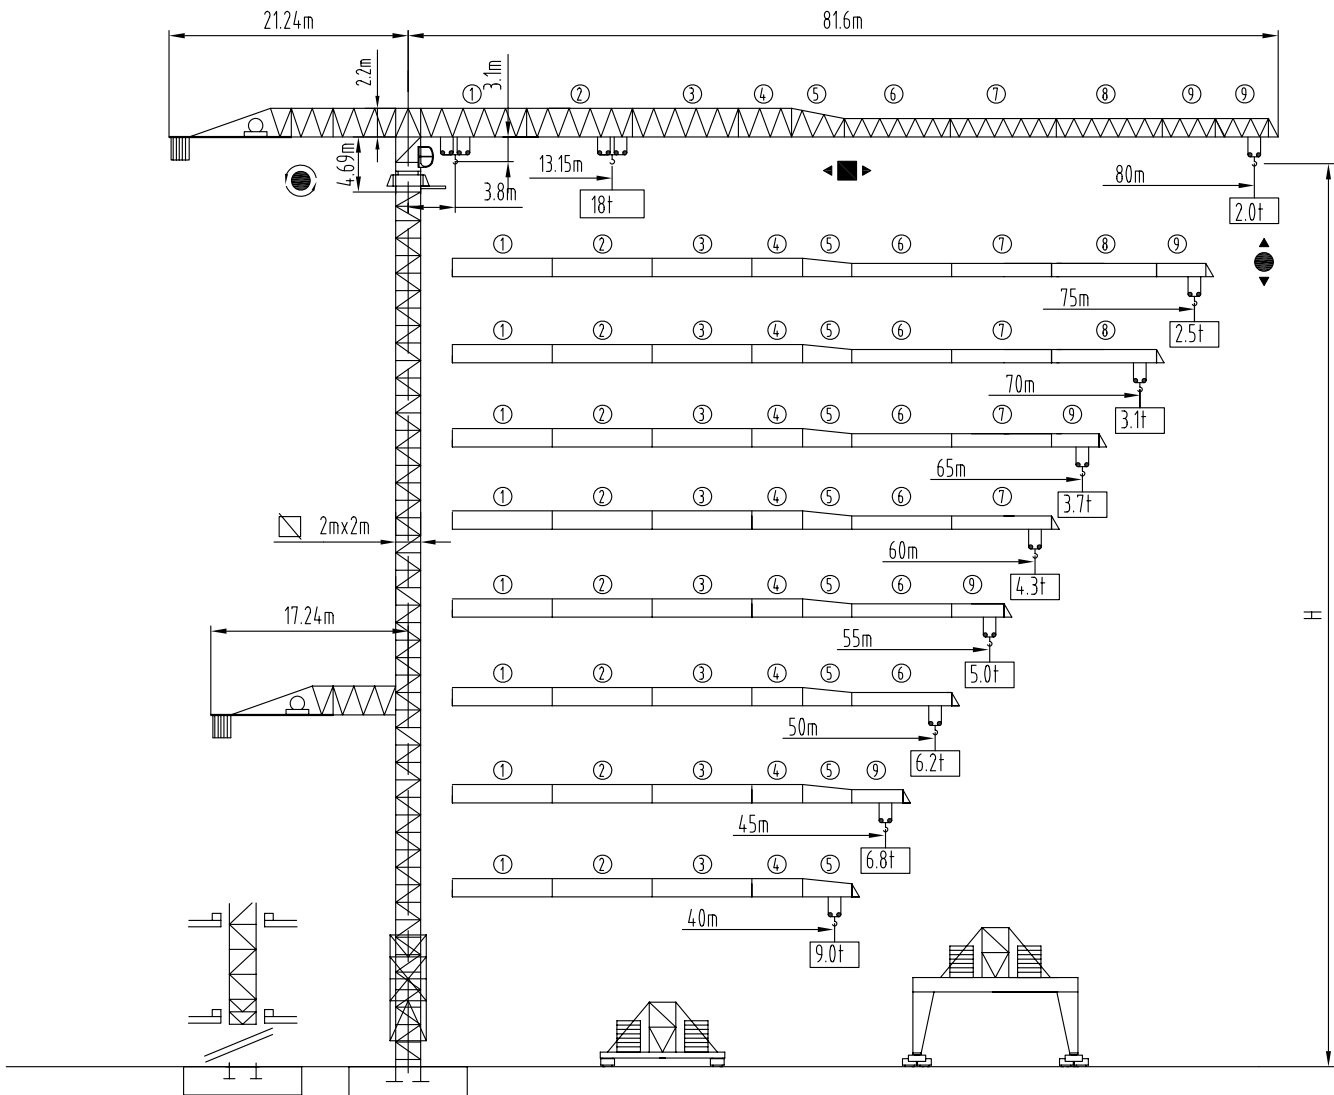 21.24m 81.6m
2.2m 3.1m
① ② ③ ④ ⑤ ⑥ ⑦ ⑧ ⑨ ⑨
4.69m 13.15m 80m
3.8m 18t 2.0t
① ② ③ ④ ⑤ ⑥ ⑦ ⑧ ⑨
75m
2.5t
① ② ③ ④ ⑤ ⑥ ⑦ ⑧
70m
3.1t
① ② ③ ④ ⑤ ⑥ ⑦ ⑨
65m
3.7t
① ② ③ ④ ⑤ ⑥ ⑦
2mx2m
60m
4.3t
① ② ③ ④ ⑤ ⑥ ⑨
17.24m H
55m
5.0t
① ② ③ ④ ⑤ ⑥
50m
6.2t
① ② ③ ④ ⑤ ⑨
45m
6.8t
① ② ③ ④ ⑤
40m
9.0t